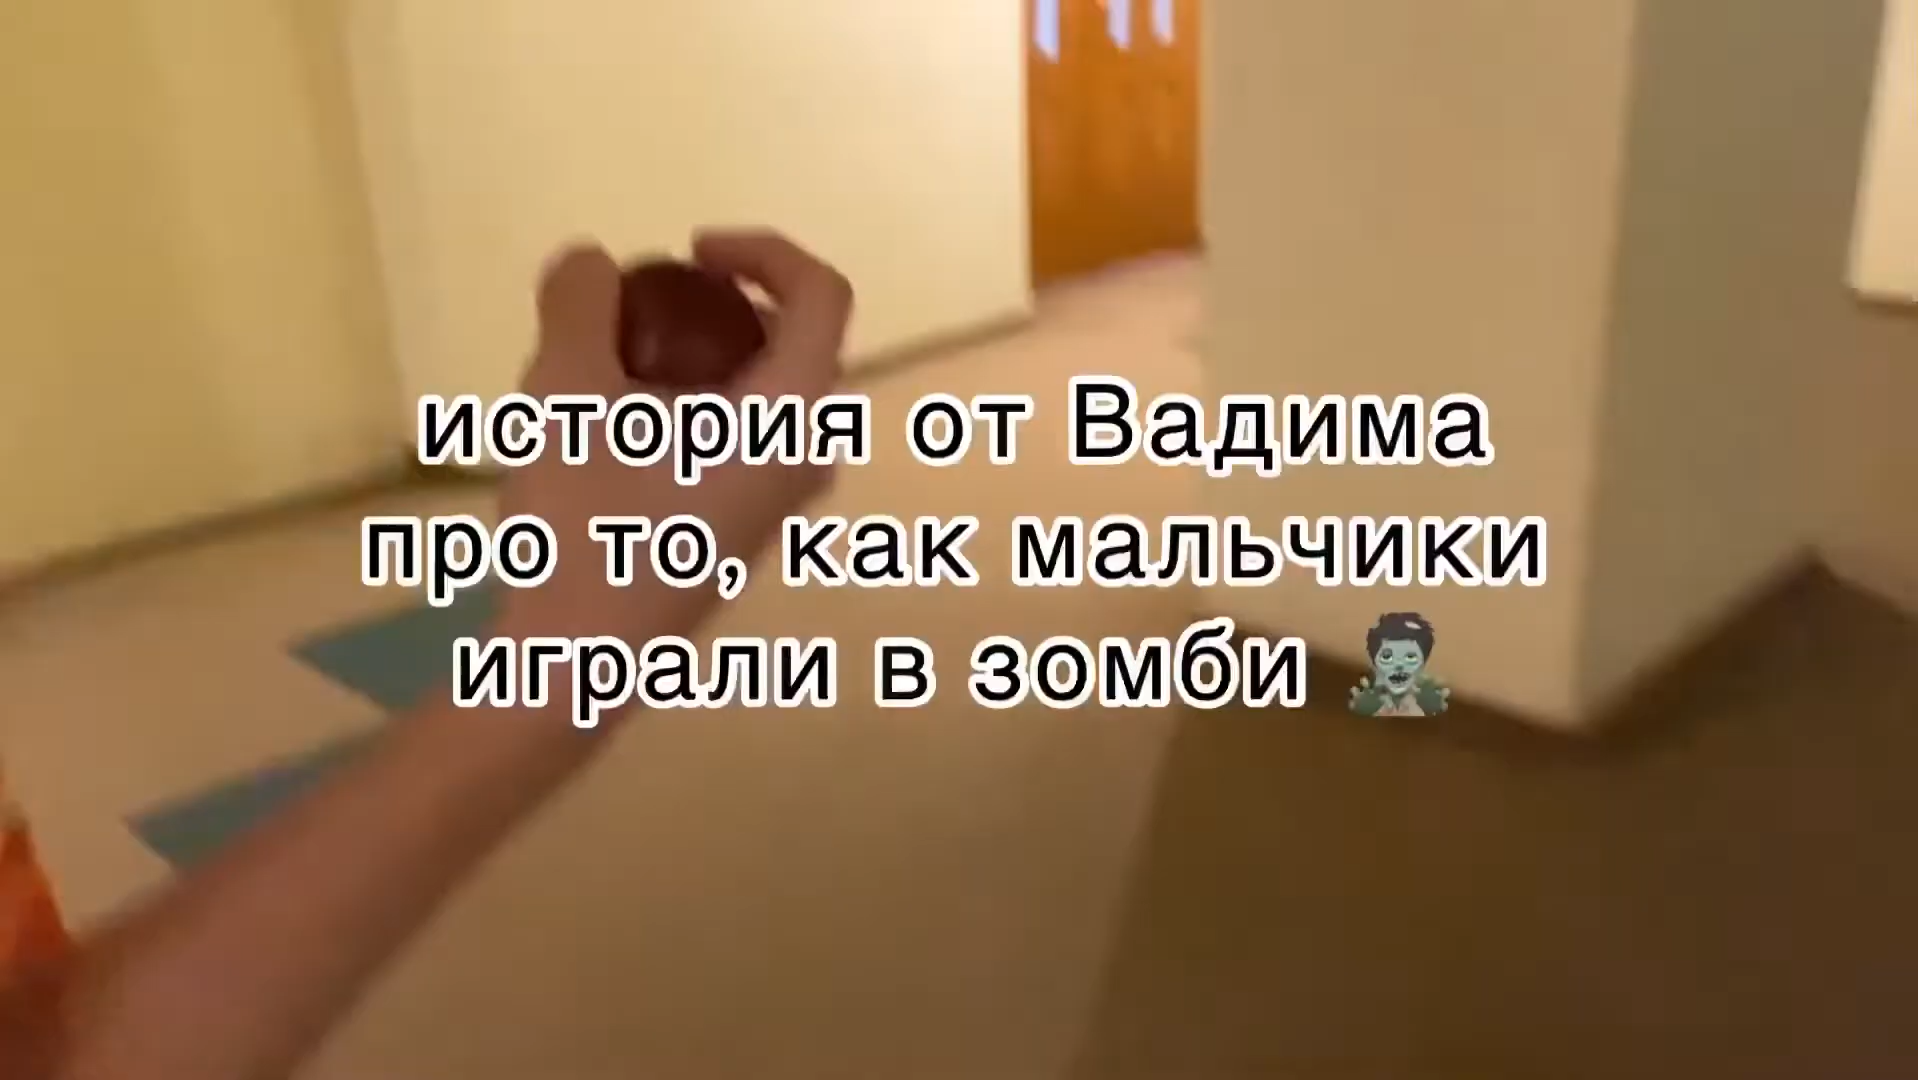 история от Вадима
про то, как мальчики
играли в зомби 🧟‍♂️